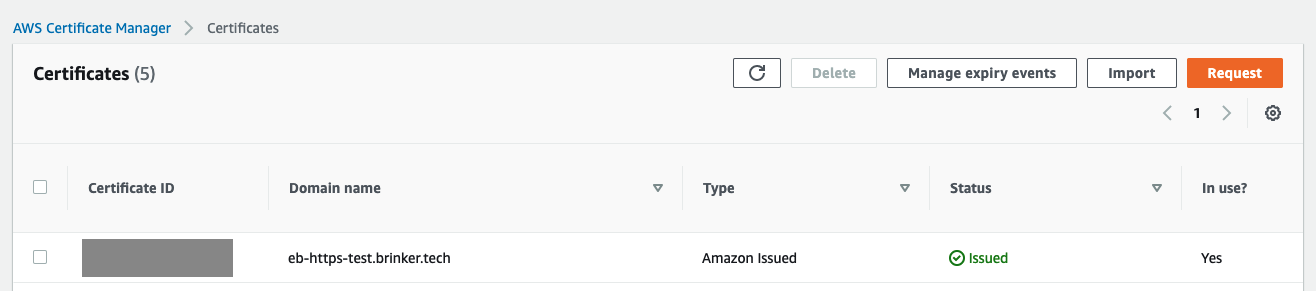 AWS Certificate Manager > Certificates
Certificates (5)
Delete
Manage expiry events
Import
Request
1
Certificate ID
Domain name
Type
Status
In use?
eb-https-test.brinker.tech
Amazon Issued
Issued
Yes